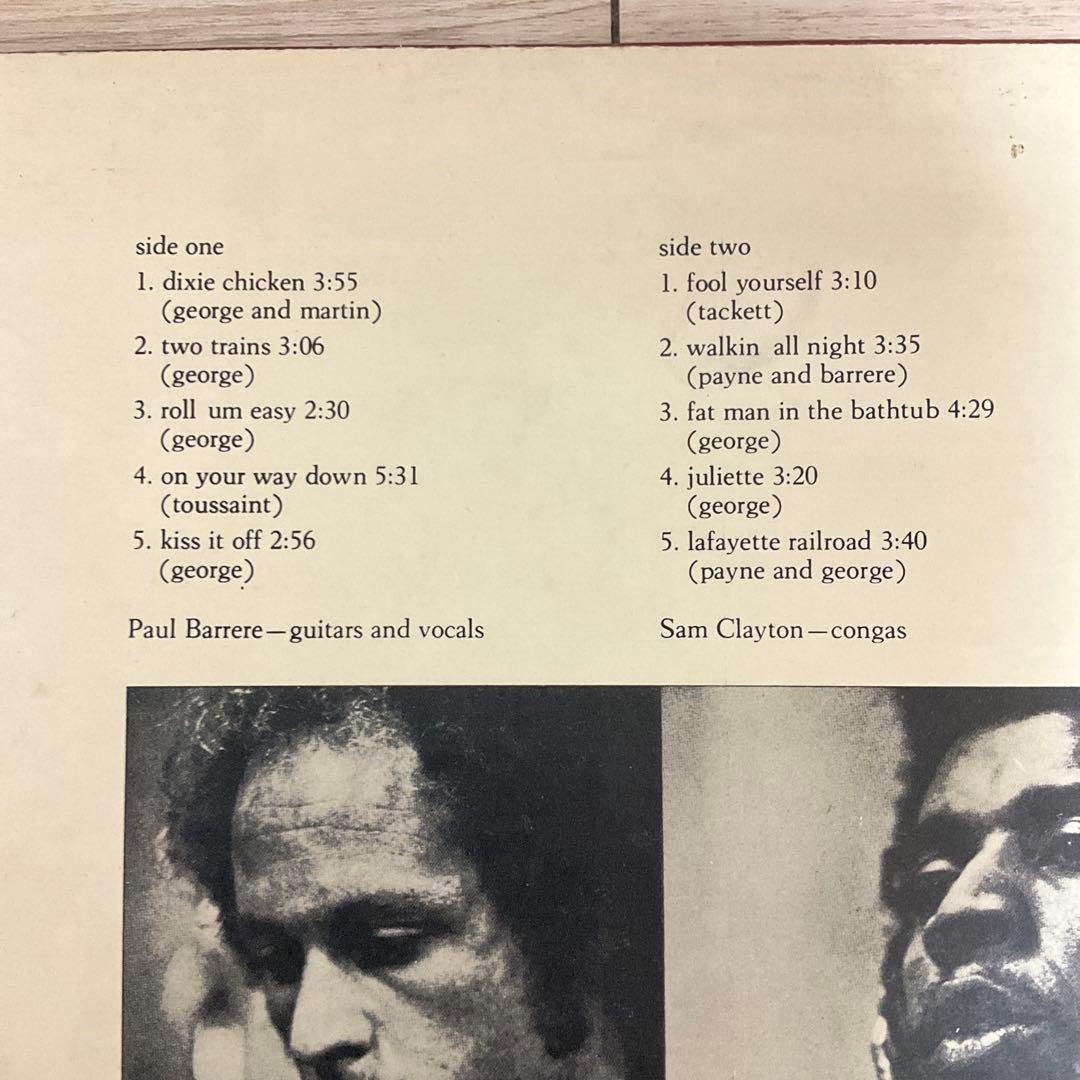 side one
1. dixie chicken 3:55
(george and martin)
2. two trains 3:06
(george)
3. roll um easy 2:30
(george)
4. on your way down 5:31
(toussaint)
5. kiss it off 2:56
(george)
Paul Barrere—guitars and vocals
side two
1. fool yourself 3:10
(tackett)
2. walkin all night 3:35
(payne and barrere)
3. fat man in the bathtub 4:29
(george)
4. juliette 3:20
(george)
5. lafayette railroad 3:40
(payne and george)
Sam Clayton—congas